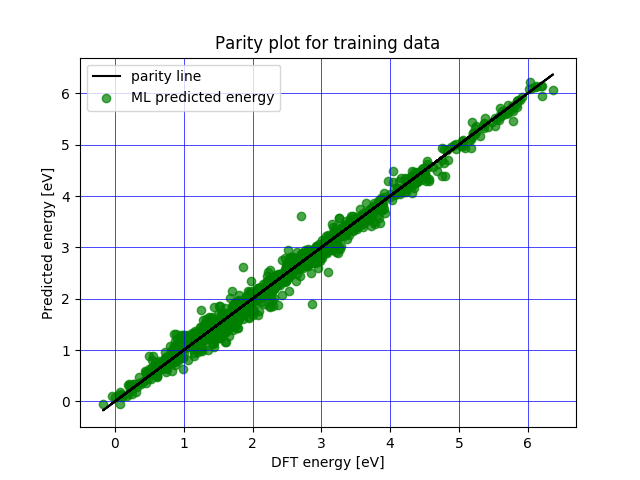 Parity plot for training data
parity line
ML predicted energy
Predicted energy [eV]
6
5
4
3
2
1
0
0 1 2 3 4 5 6
DFT energy [eV]